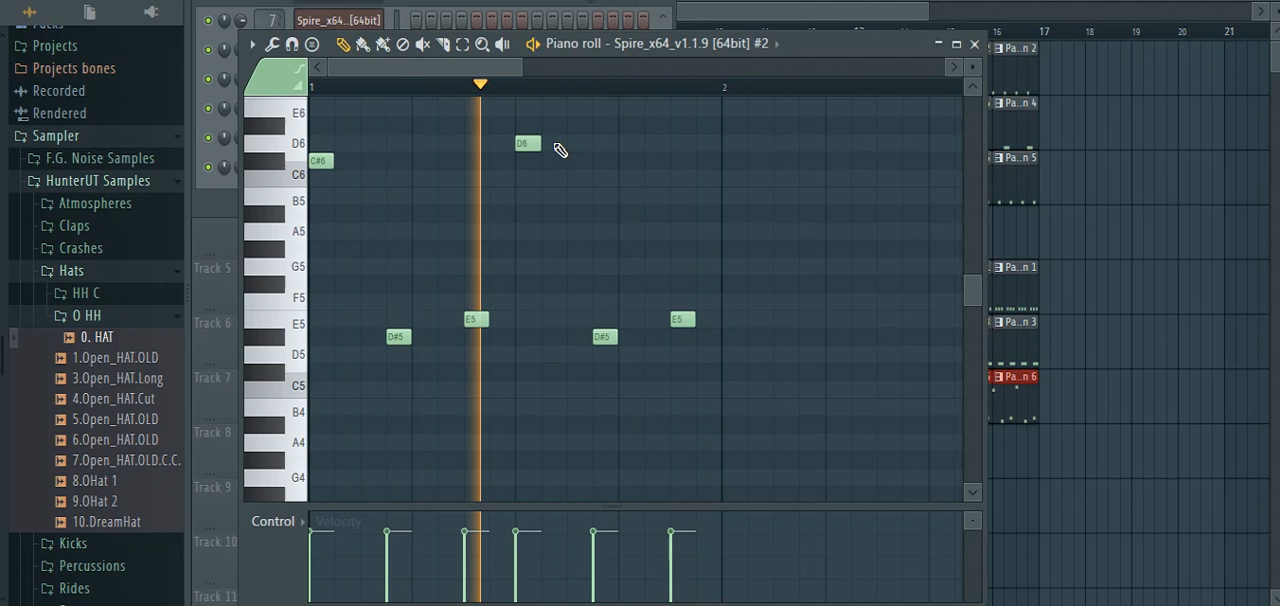 7
Spire_x64..[64bit]
Packs
Projects
Projects bones
Recorded
Rendered
Sampler
F.G. Noise Samples
HunterUT Samples
Atmospheres
Claps
Crashes
Hats
HH C
O HH
0. HAT
1.Open_HAT.OLD
3.Open_HAT.Long
4.Open_HAT.Cut
5.Open_HAT.OLD
6.Open_HAT.OLD
7.Open_HAT.OLD.C.C.
8.OHat 1
9.OHat 2
10.DreamHat
Kicks
Percussions
Rides
Track 5
Track 6
Track 7
Track 8
Track 9
Track 10
Track 11
Piano roll - Spire_x64_v1.1.9 [64bit] #2
1
2
E6
D6
C6
B5
A5
G5
F5
E5
D5
C5
B4
A4
G4
C#6
D#5
E5
D6
D#5
E5
Control
Velocity
16
17
18
19
20
21
Pa..n 2
Pa..n 4
Pa..n 5
Pa..n 1
Pa..n 3
Pa..n 6